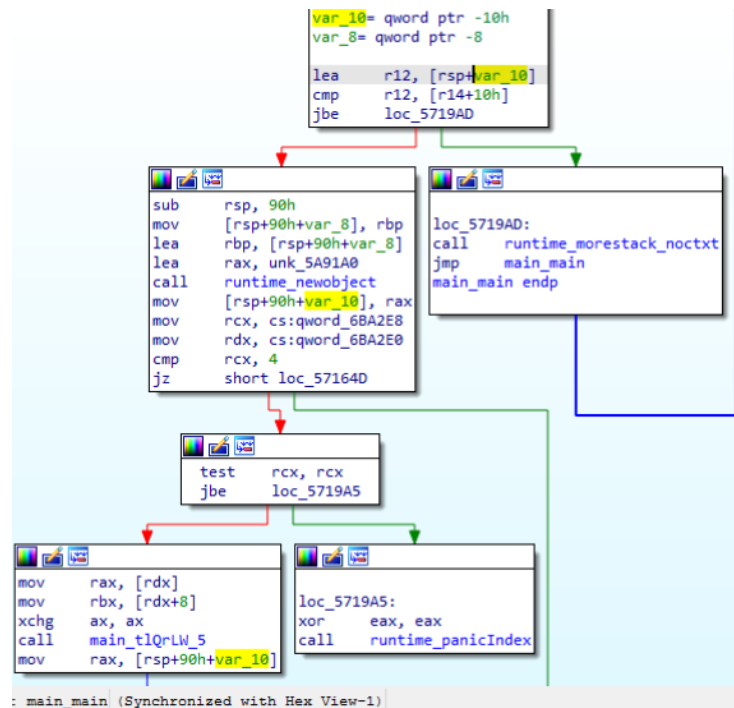 var_10= qword ptr -10h
var_8= qword ptr -8
lea r12, [rsp+var_10]
cmp r12, [r14+10h]
jbe loc_5719AD
sub rsp, 90h
mov [rsp+90h+var_8], rbp
lea rbp, [rsp+90h+var_8]
lea rax, unk_5A91A0
call runtime_newobject
mov [rsp+90h+var_10], rax
mov rcx, cs:qword_6BA2E8
mov rdx, cs:qword_6BA2E0
cmp rcx, 4
jz short loc_57164D
loc_5719AD:
call runtime_morestack_noctxt
jmp main_main
main_main endp
test rcx, rcx
jbe loc_5719A5
mov rax, [rdx]
mov rbx, [rdx+8]
xchg ax, ax
call main_tlQrLW_5
mov rax, [rsp+90h+var_10]
loc_5719A5:
xor eax, eax
call runtime_panicIndex
: main_main (Synchronized with Hex View-1)